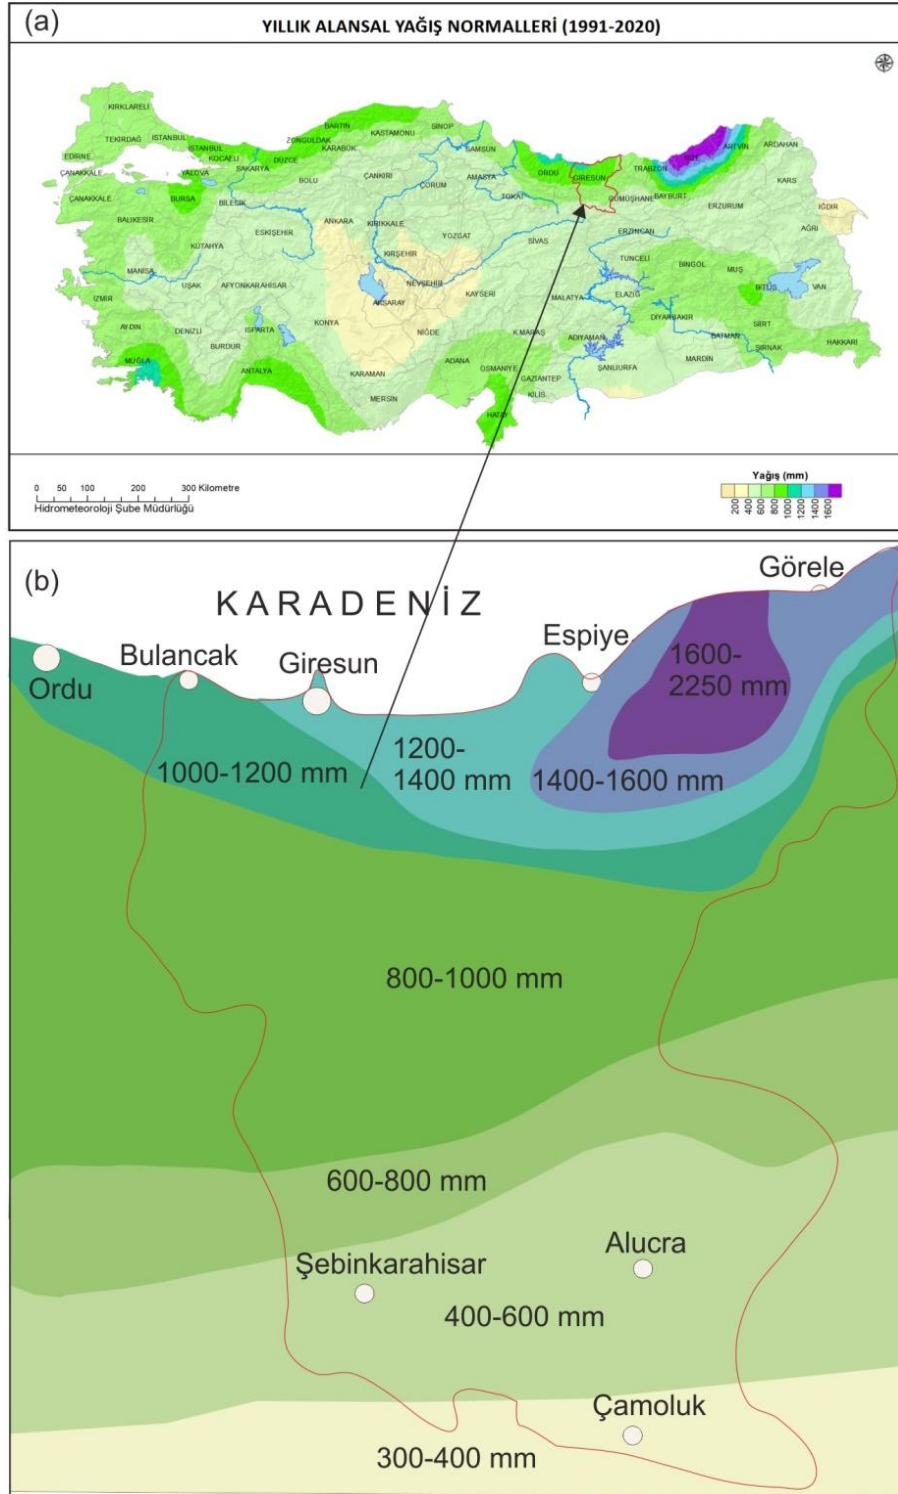 (a)
YILLIK ALANSAL YAĞIŞ NORMALLERİ (1991-2020)
KIRKLARELİ
TEKİRDAĞ
İSTANBUL
EDİRNE
ÇANAKKALE
İSTANBUL
KOCAELİ
YALOVA
SAKARYA
DÜZCE
ZONGULDAK
BARTIN
KARABÜK
KASTAMONU
SİNOP
SAMSUN
ORDU
GİRESUN
TRABZON
RİZE
ARTVİN
ARDAHAN
ÇANAKKALE
BURSA
BİLECİK
BOLU
ÇANKIRI
ÇORUM
AMASYA
TOKAT
GÜMÜŞHANE
BAYBURT
ERZURUM
KARS
IĞDIR
AĞRI
BALIKESİR
KÜTAHYA
ESKİŞEHİR
ANKARA
KIRIKKALE
YOZGAT
SİVAS
ERZİNCAN
TUNCELİ
BİNGÖL
MUŞ
MANİSA
UŞAK
AFYONKARAHİSAR
KIRŞEHİR
NEVŞEHİR
AKSARAY
KAYSERİ
MALATYA
ELAZIĞ
BİTLİS
VAN
İZMİR
KONYA
NİĞDE
K.MARAŞ
ADIYAMAN
DİYARBAKIR
BATMAN
SİİRT
AYDIN
DENİZLİ
ISPARTA
BURDUR
MUĞLA
ANTALYA
KARAMAN
MERSİN
ADANA
OSMANİYE
GAZİANTEP
KİLİS
ŞANLIURFA
MARDİN
ŞIRNAK
HAKKARİ
HATAY
0 50 100 200 300 Kilometre
Hidrometeoroloji Şube Müdürlüğü
Yağış (mm)
200 400 600 800 1000 1200 1400 1600
(b)
KARADENİZ
Görele
Espiye
Bulancak
Giresun
Ordu
1600-
2250 mm
1200-
1400 mm
1000-1200 mm
1400-1600 mm
800-1000 mm
600-800 mm
Alucra
Şebinkarahisar
400-600 mm
Çamoluk
300-400 mm